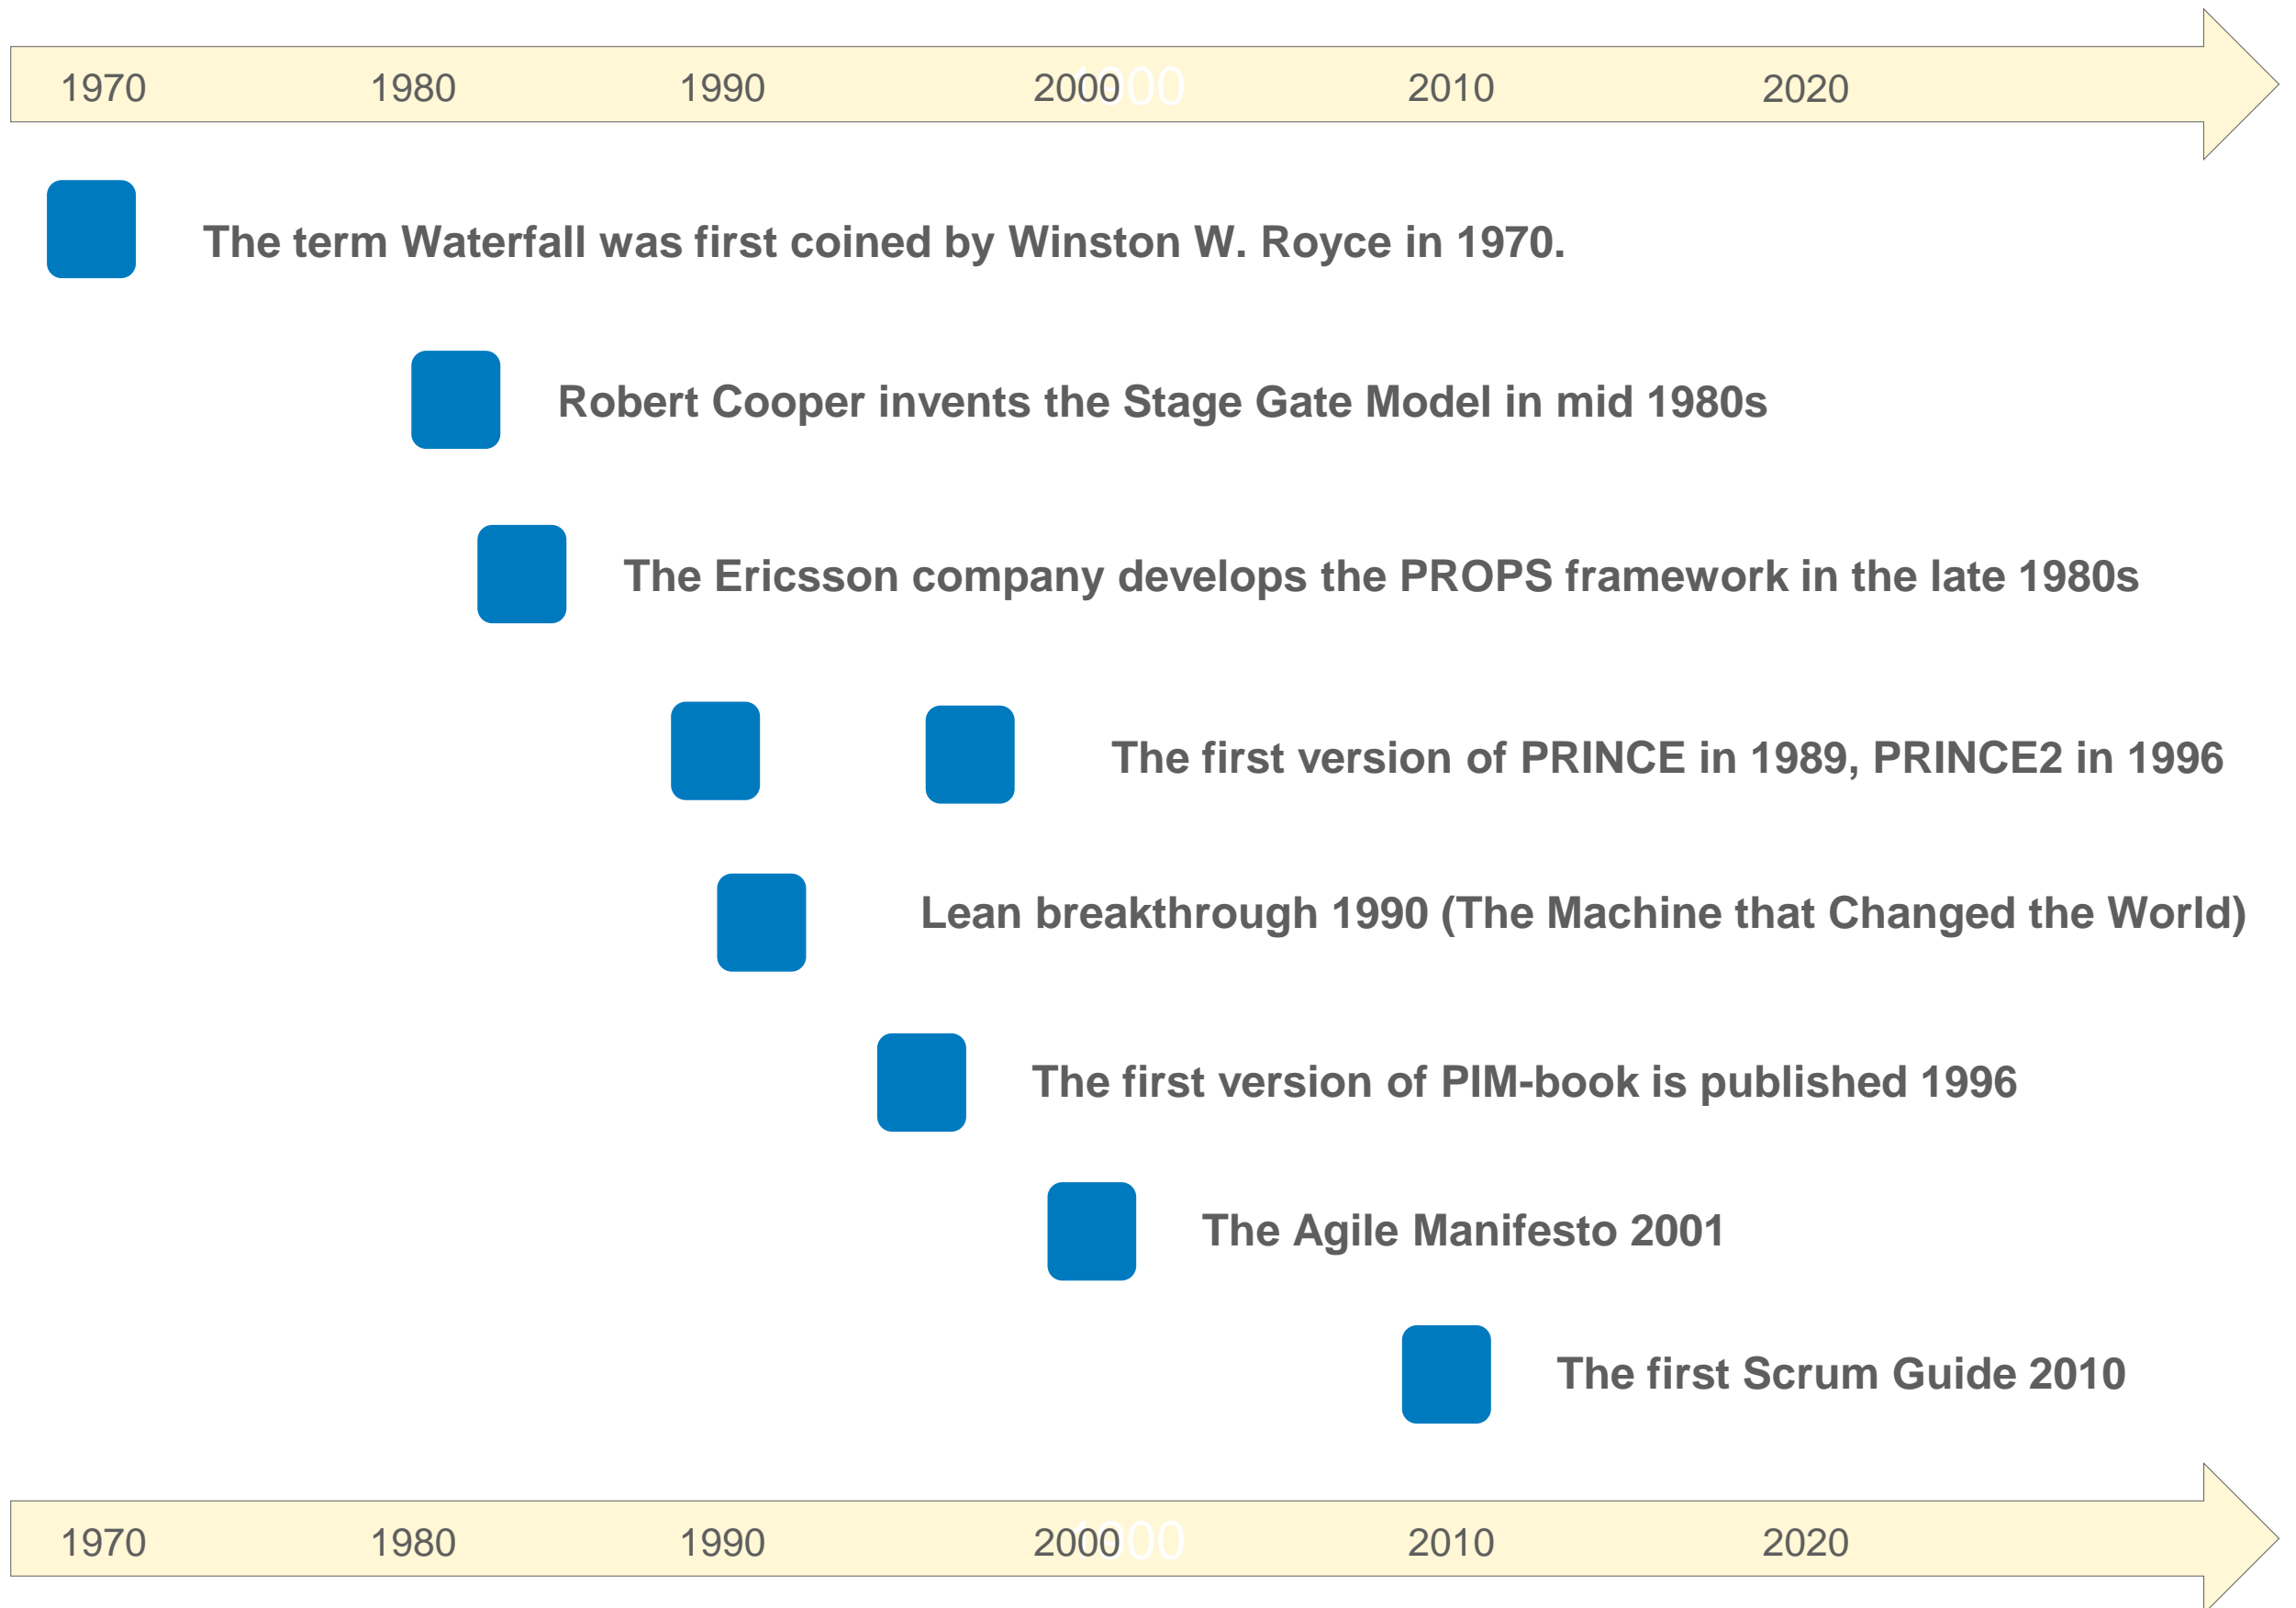 1970 1980 1990 2000 2010 2020
The term Waterfall was first coined by Winston W. Royce in 1970.
Robert Cooper invents the Stage Gate Model in mid 1980s
The Ericsson company develops the PROPS framework in the late 1980s
The first version of PRINCE in 1989, PRINCE2 in 1996
Lean breakthrough 1990 (The Machine that Changed the World)
The first version of PIM-book is published 1996
The Agile Manifesto 2001
The first Scrum Guide 2010
1970 1980 1990 2000 2010 2020